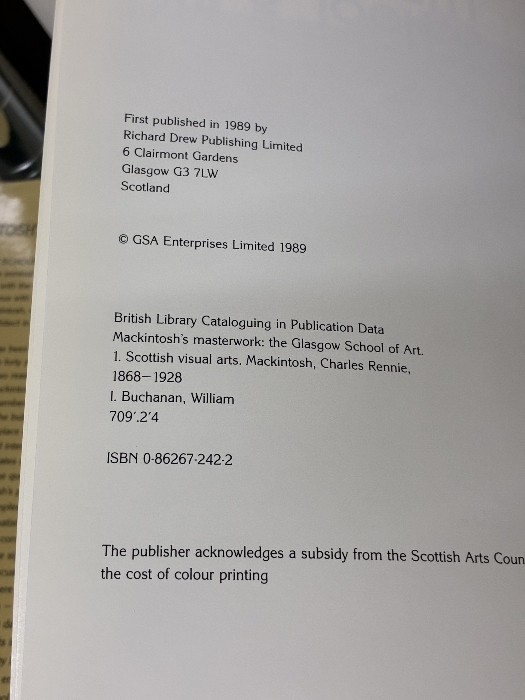 First published in 1989 by
Richard Drew Publishing Limited
6 Clairmont Gardens
Glasgow G3 7LW
Scotland
© GSA Enterprises Limited 1989
British Library Cataloguing in Publication Data
Mackintosh's masterwork: the Glasgow School of Art.
1. Scottish visual arts. Mackintosh, Charles Rennie,
1868–1928
I. Buchanan, William
709'.2'4
ISBN 0-86267-242-2
The publisher acknowledges a subsidy from the Scottish Arts Coun
the cost of colour printing